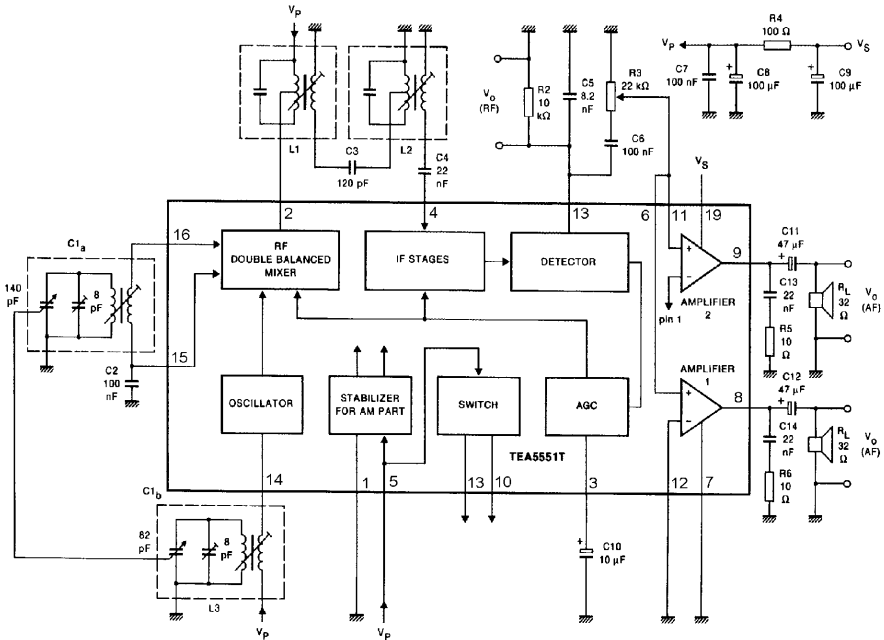 VP
L1
L2
C3
120 pF
C4
22
nF
Vo
(RF)
R2
10
kΩ
C5
8.2
nF
R3
22 kΩ
C6
100 nF
VP
R4
100 Ω
VS
C7
100 nF
C8
100 µF
C9
100 µF
+
+
VS
2
4
13
6
11
19
C1a
140
pF
8
pF
16
15
C2
100
nF
RF
DOUBLE BALANCED
MIXER
IF STAGES
DETECTOR
+
−
pin 1
AMPLIFIER
2
9
C11
47 µF
+
C13
22
nF
R5
10
Ω
RL
32
Ω
Vo
(AF)
OSCILLATOR
STABILIZER
FOR AM PART
SWITCH
AGC
AMPLIFIER
1
+
−
8
C12
47 µF
+
C14
22
nF
R6
10
Ω
RL
32
Ω
Vo
(AF)
TEA5551T
14
1
5
13
10
3
12
7
C1b
82
pF
8
pF
L3
VP
VP
+
C10
10 µF